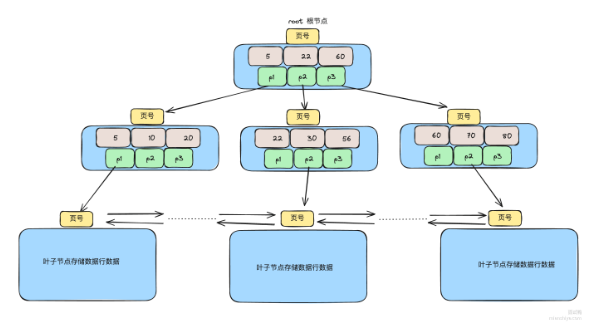 root 根节点
页号
5 22 60
p1 p2 p3
页号 页号 页号
5 10 20 22 30 56 60 70 80
p1 p2 p3 p1 p2 p3 p1 p2 p3
页号 页号 页号
叶子节点存储数据行数据 叶子节点存储数据行数据 叶子节点存储数据行数据